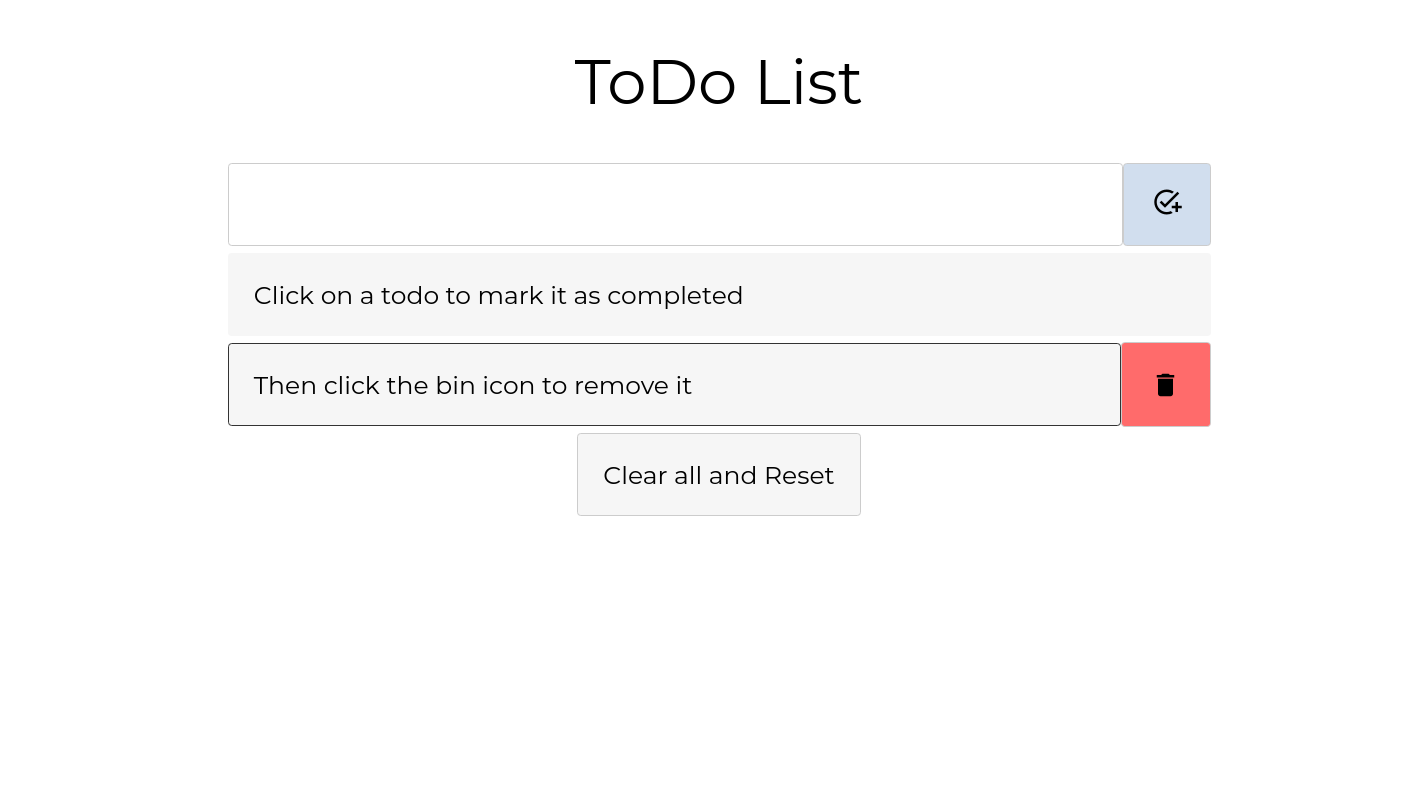 ToDo List
Click on a todo to mark it as completed
Then click the bin icon to remove it
Clear all and Reset